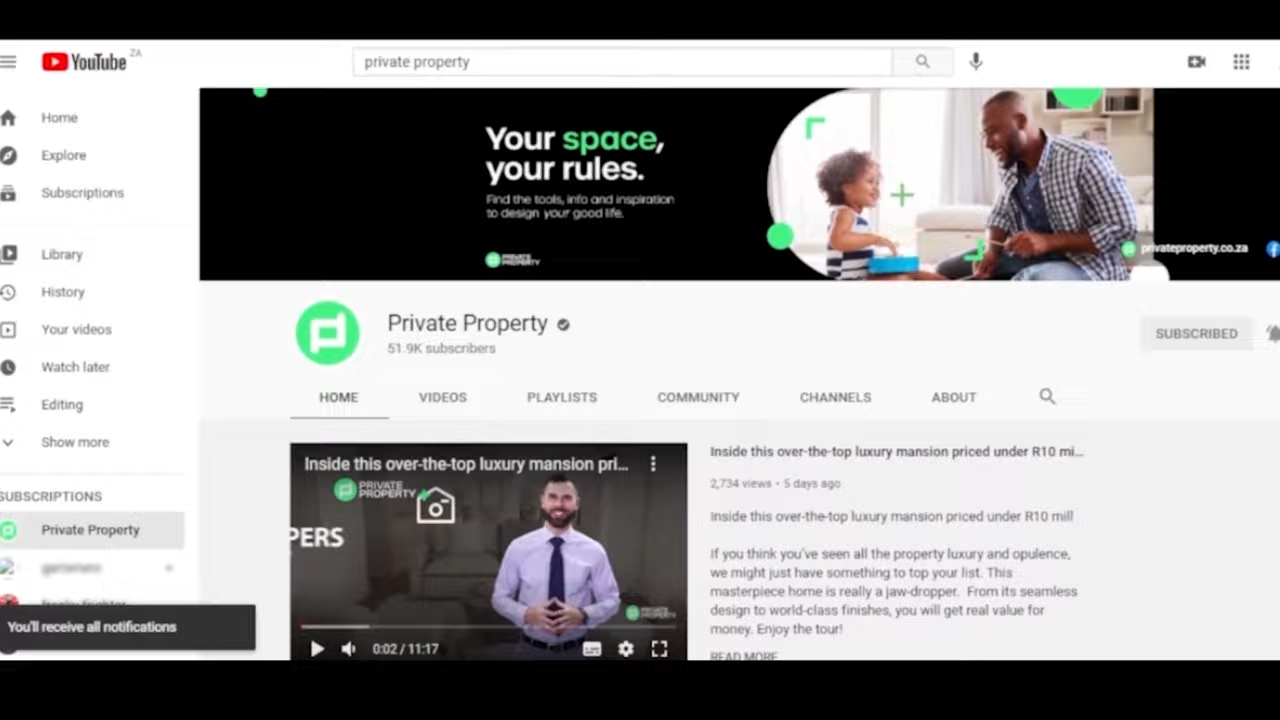 YouTube ZA
private property
Home
Explore
Subscriptions
Library
History
Your videos
Watch later
Editing
Show more
SUBSCRIPTIONS
Private Property
You'll receive all notifications
Your space,
your rules.
Find the tools, info and inspiration
to design your good life.
PRIVATE
PROPERTY
privateproperty.co.za
Private Property
51.9K subscribers
SUBSCRIBED
HOME VIDEOS PLAYLISTS COMMUNITY CHANNELS ABOUT
Inside this over-the-top luxury mansion pri...
PRIVATE
PROPERTY
PERS
PRIVATE
PROPERTY
0:02 / 11:17
Inside this over-the-top luxury mansion priced under R10 mi...
2,734 views • 5 days ago
Inside this over-the-top luxury mansion priced under R10 mill
If you think you've seen all the property luxury and opulence,
we might just have something to top your list. This
masterpiece home is really a jaw-dropper. From its seamless
design to world-class finishes, you will get real value for
money. Enjoy the tour!
READ MORE